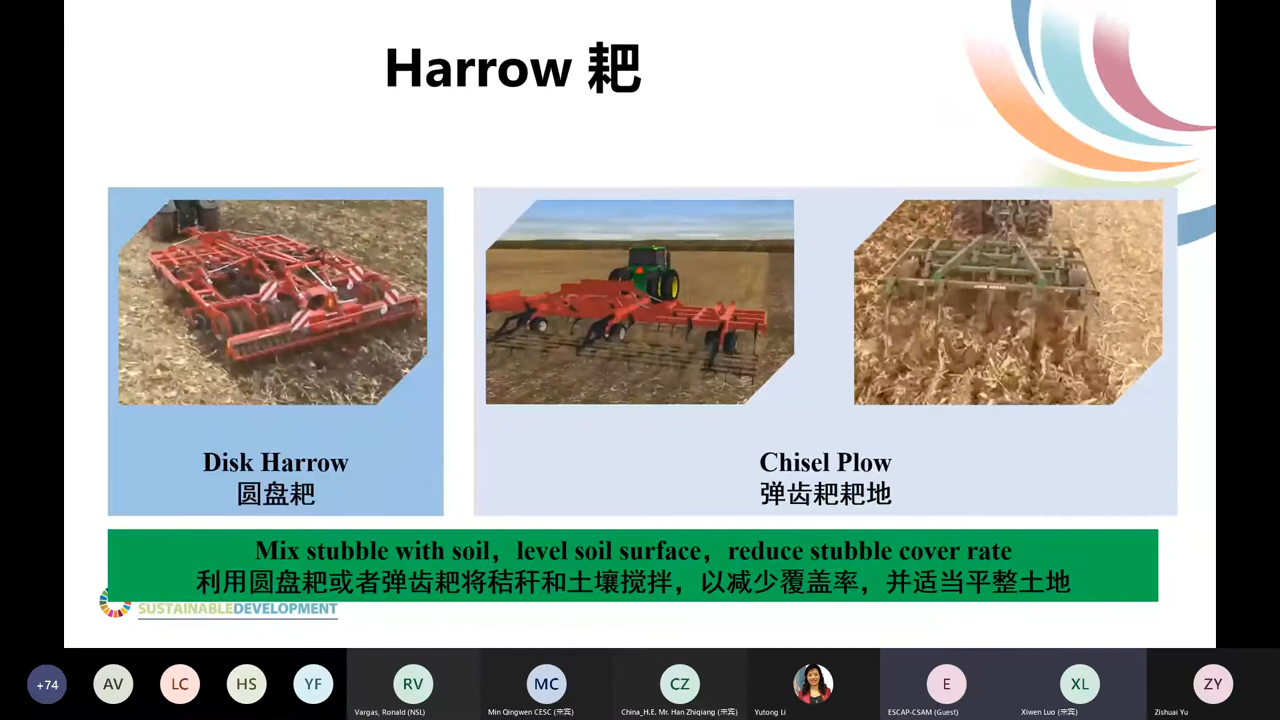 Harrow 耙
Disk Harrow
圆盘耙
Chisel Plow
弹齿耙耙地
Mix stubble with soil，level soil surface，reduce stubble cover rate
利用圆盘耙或者弹齿耙将秸秆和土壤搅拌，以减少覆盖率，并适当平整土地
SUSTAINABLEDEVELOPMENT
+74
AV
LC
HS
YF
RV
MC
CZ
E
XL
ZY
Vargas, Ronald (NSL)
Min Qingwen CESC (来宾)
China_H.E. Mr. Han Zhiqiang (来宾)
Yutong Li
ESCAP-CSAM (Guest)
Xiwen Luo (来宾)
Zishuai Yu